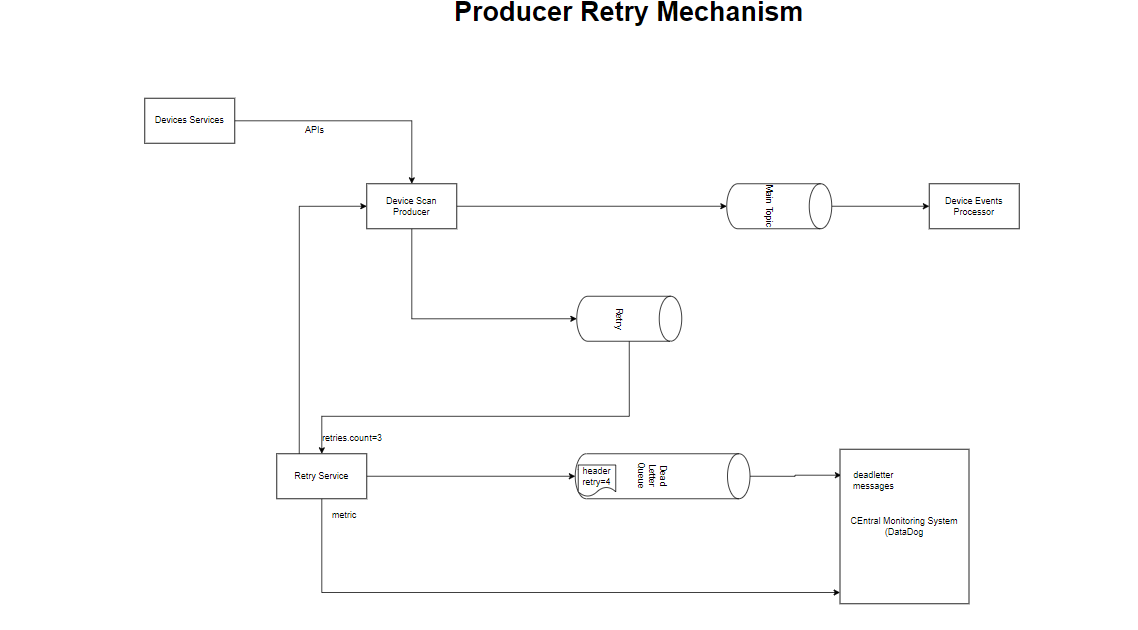 Producer Retry Mechanism
Devices Services
APIs
Device Scan
Producer
Main Topic
Device Events
Processor
Retry
retries.count=3
Retry Service
header
retry=4
Dead
Letter
Queue
deadletter
messages
CEntral Monitoring System
(DataDog
metric